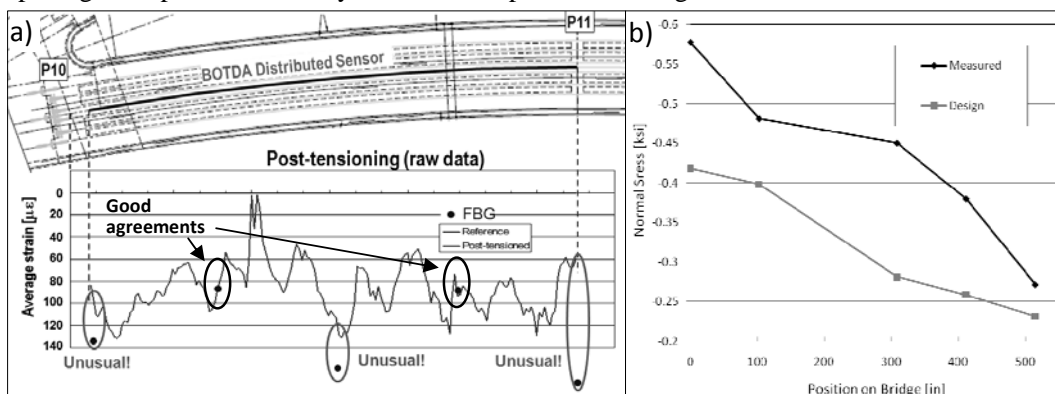 a)
P11
P10
BOTDA Distributed Sensor
Post-tensioning (raw data)
Average strain [με]
0
20
40
60
80
100
120
140
Good
agreements
FBG
Reference
Post-tensioned
Unusual!
Unusual!
Unusual!
b)
Normal Sress [ksi]
-0.6
-0.55
-0.5
-0.45
-0.4
-0.35
-0.3
-0.25
-0.2
Measured
Design
0
100
200
300
400
500
Position on Bridge [in]